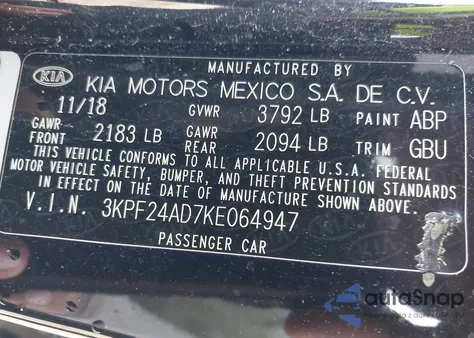 MANUFACTURED BY
KIA KIA MOTORS MEXICO S.A. DE C.V.
11/18 GVWR 3792 LB PAINT ABP
GAWR FRONT 2183 LB GAWR REAR 2094 LB TRIM GBU
THIS VEHICLE CONFORMS TO ALL APPLICABLE U.S.A. FEDERAL
MOTOR VEHICLE SAFETY, BUMPER, AND THEFT PREVENTION STANDARDS
IN EFFECT ON THE DATE OF MANUFACTURE SHOWN ABOVE.
V.I.N. 3KPF24AD7KE064947
PASSENGER CAR
autaSnap